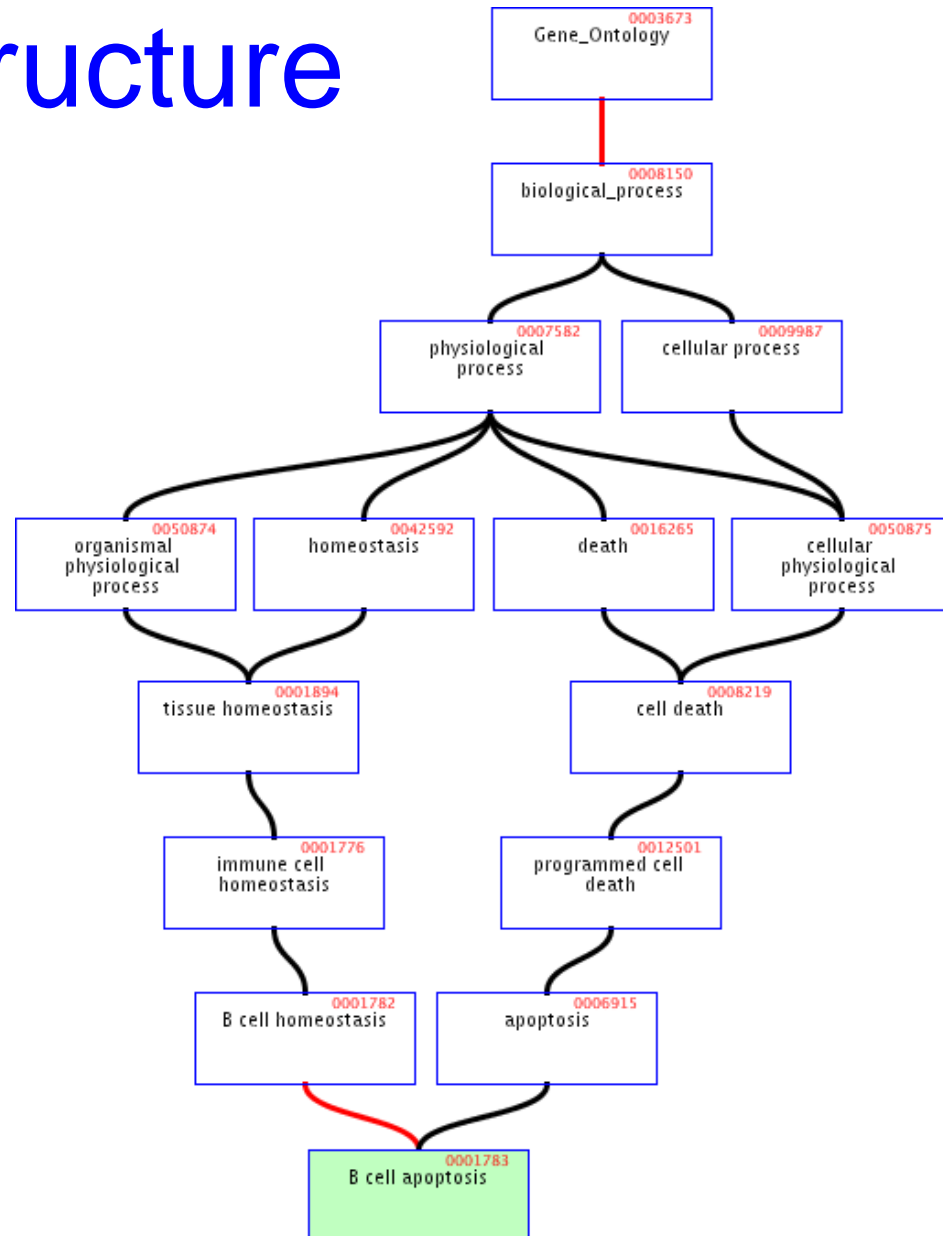 ructure
0003673
Gene_Ontology
0008150
biological_process
0007582
physiological
process
0009987
cellular process
0050874
organismal
physiological
process
0042592
homeostasis
0016265
death
0050875
cellular
physiological
process
0001894
tissue homeostasis
0008219
cell death
0001776
immune cell
homeostasis
0012501
programmed cell
death
0001782
B cell homeostasis
0006915
apoptosis
0001783
B cell apoptosis